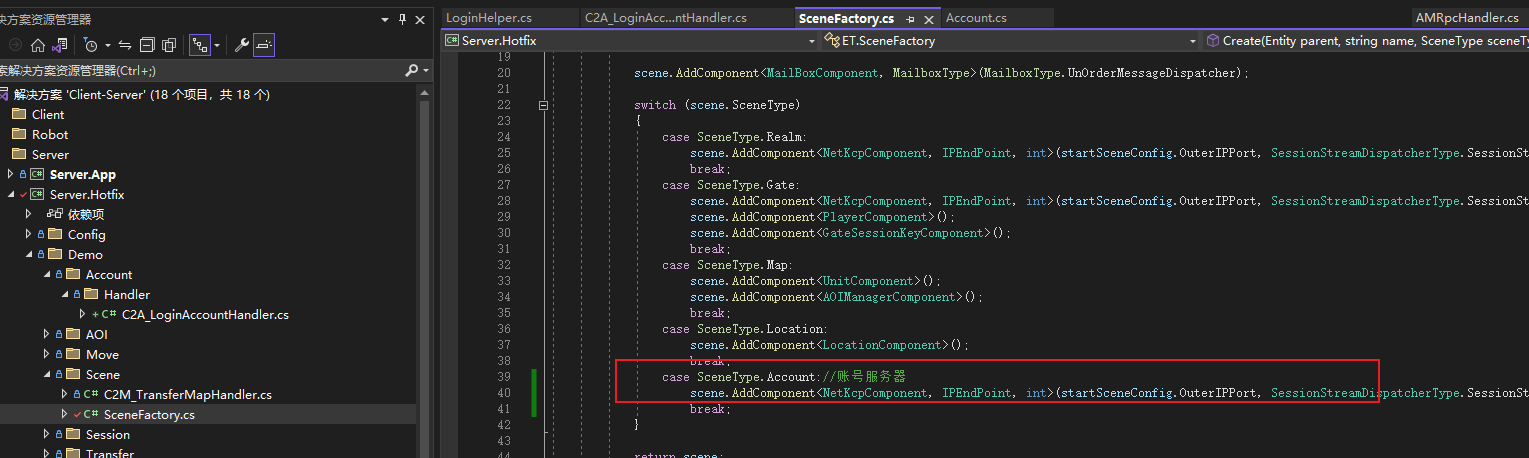 决方案资源管理器
索解决方案资源管理器(Ctrl+;)
解决方案 'Client-Server' (18 个项目，共 18 个)
Client
Robot
Server
Server.App
Server.Hotfix
依赖项
Config
Demo
Account
Handler
C2A_LoginAccountHandler.cs
AOI
Move
Scene
C2M_TransferMapHandler.cs
SceneFactory.cs
Session
Transfer
LoginHelper.cs C2A_LoginAcc...ntHandler.cs SceneFactory.cs Account.cs AMRpcHandler.cs
Server.Hotfix ET.SceneFactory Create(Entity parent, string name, SceneType sceneTy
19
20 scene.AddComponent<MailBoxComponent, MailboxType>(MailboxType.UnOrderMessageDispatcher);
21
22 switch (scene.SceneType)
23 {
24 case SceneType.Realm:
25 scene.AddComponent<NetKcpComponent, IPEndPoint, int>(startSceneConfig.OuterIPPort, SessionStreamDispatcherType.SessionSt
26 break;
27 case SceneType.Gate:
28 scene.AddComponent<NetKcpComponent, IPEndPoint, int>(startSceneConfig.OuterIPPort, SessionStreamDispatcherType.SessionSt
29 scene.AddComponent<PlayerComponent>();
30 scene.AddComponent<GateSessionKeyComponent>();
31 break;
32 case SceneType.Map:
33 scene.AddComponent<UnitComponent>();
34 scene.AddComponent<AOIManagerComponent>();
35 break;
36 case SceneType.Location:
37 scene.AddComponent<LocationComponent>();
38 break;
39 case SceneType.Account://账号服务器
40 scene.AddComponent<NetKcpComponent, IPEndPoint, int>(startSceneConfig.OuterIPPort, SessionStreamDispatcherType.SessionSt
41 break;
42 }
43
44 return scene;